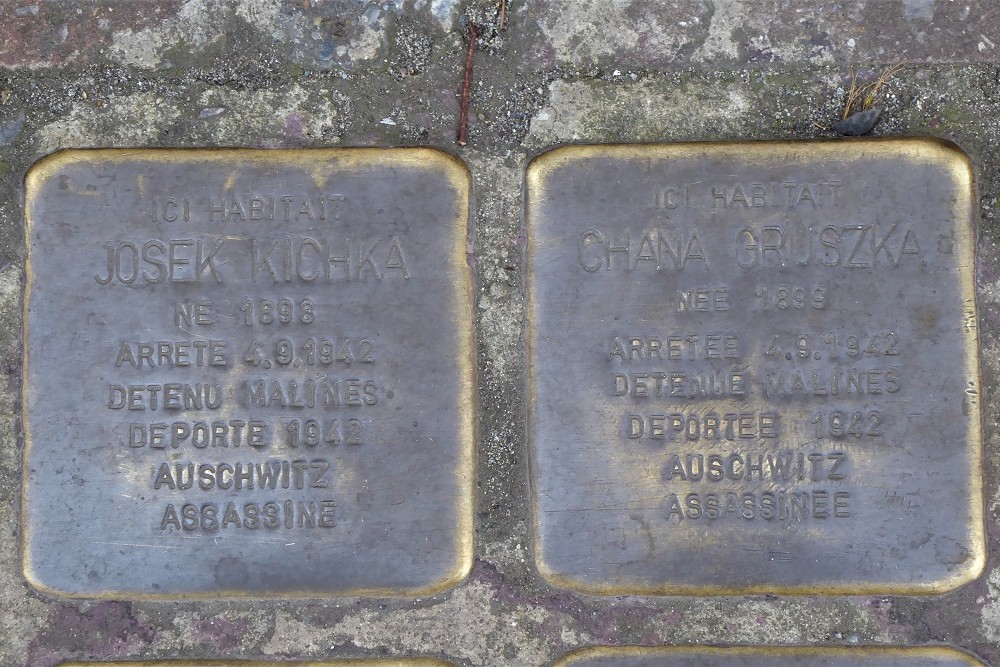 ICI HABITAIT
JOSEK KICHKA
NE 1898
ARRETE 4.9.1942
DETENU MALINES
DEPORTE 1942
AUSCHWITZ
ASSASSINE
ICI HABITAIT
CHANA GRUSZKA
NEE 1899
ARRETEE 4.9.1942
DETENUE MALINES
DEPORTEE 1942
AUSCHWITZ
ASSASSINEE